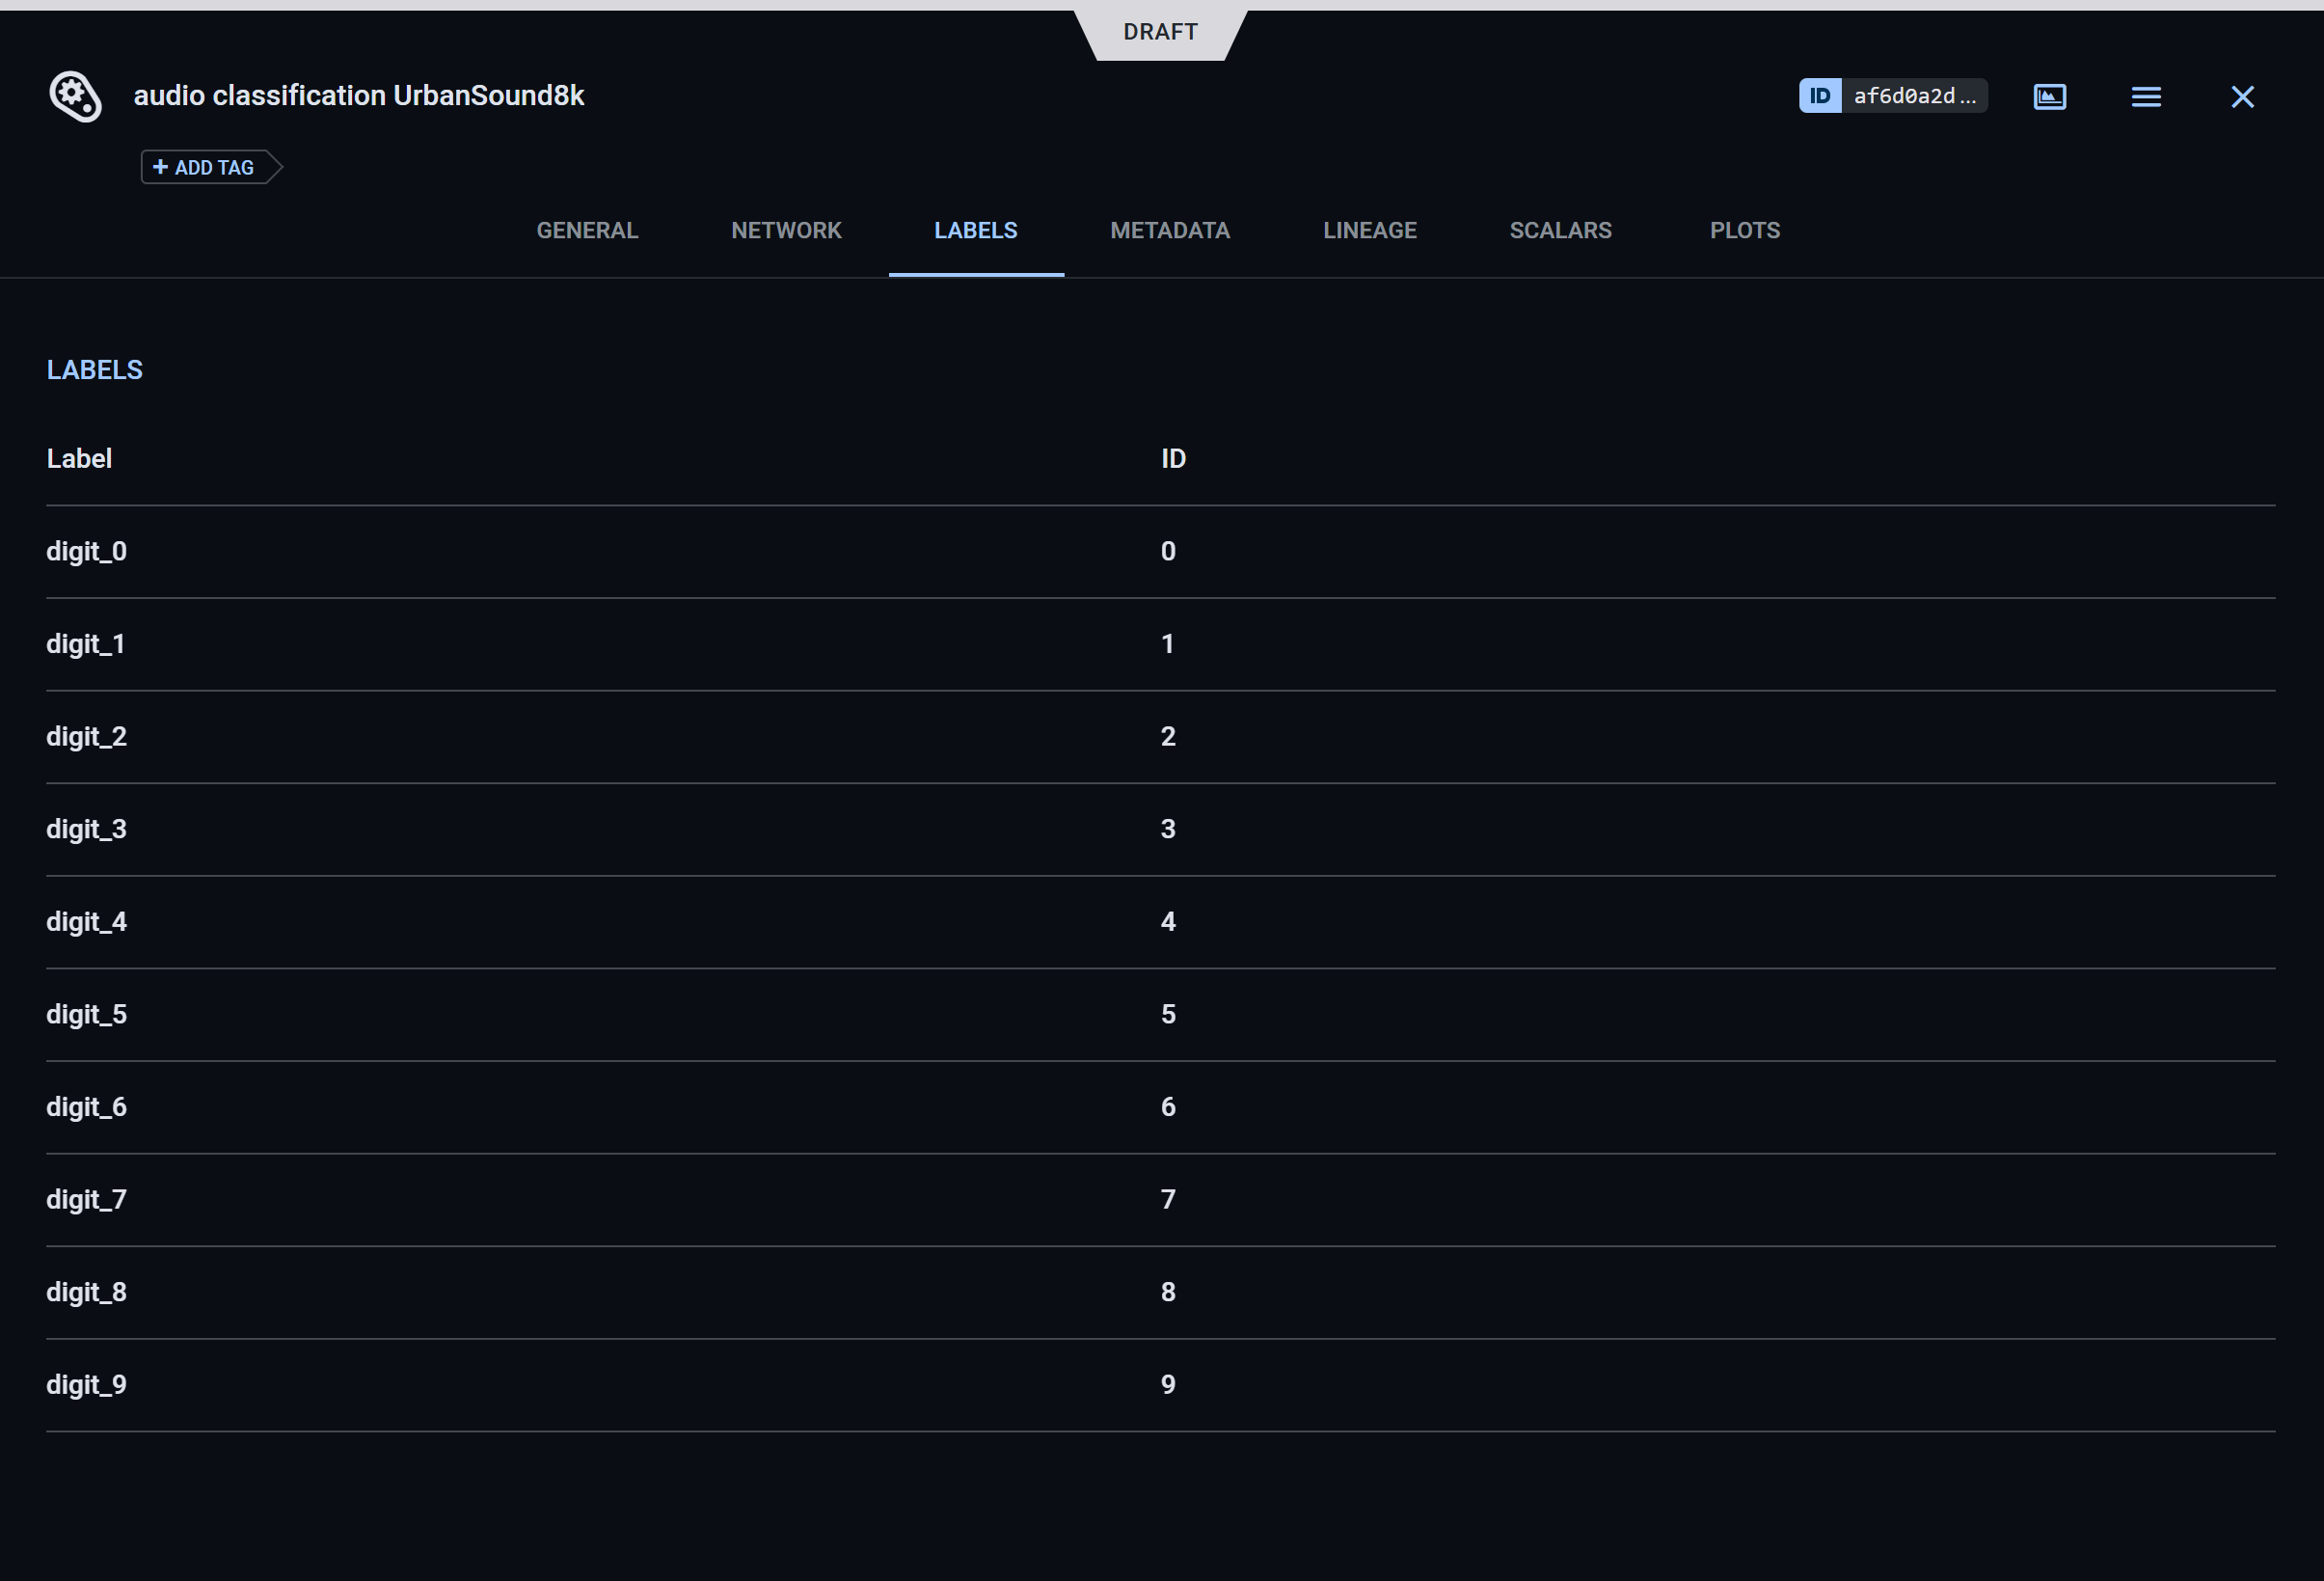 DRAFT
audio classification UrbanSound8k
ID af6d0a2d...
+ ADD TAG
GENERAL NETWORK LABELS METADATA LINEAGE SCALARS PLOTS
LABELS
Label ID
digit_0 0
digit_1 1
digit_2 2
digit_3 3
digit_4 4
digit_5 5
digit_6 6
digit_7 7
digit_8 8
digit_9 9